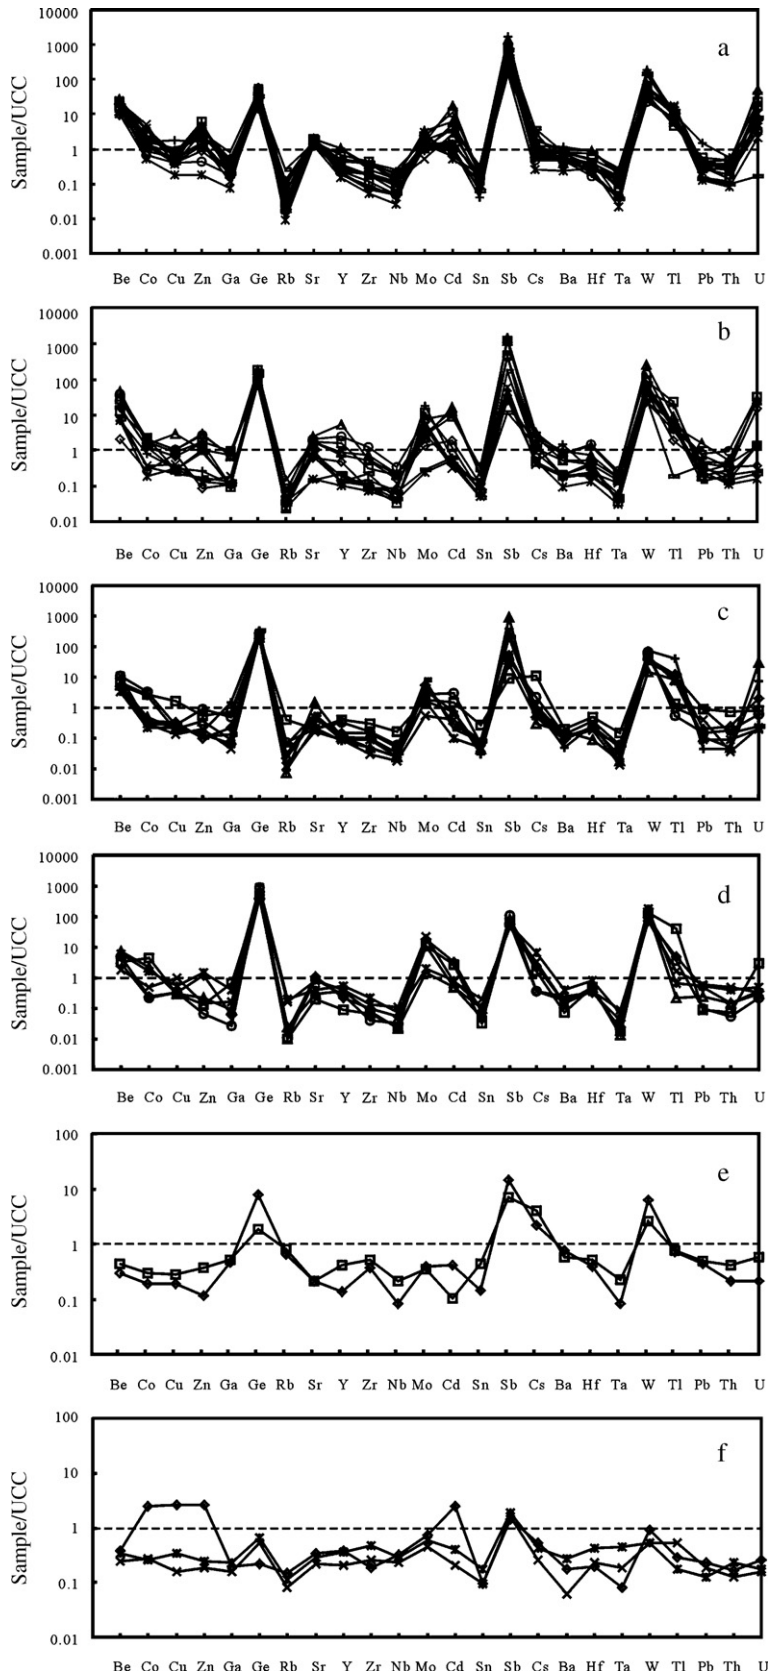 10000
1000
100
10
1
0.1
0.01
0.001
Sample/UCC
a
Be Co Cu Zn Ga Ge Rb Sr Y Zr Nb Mo Cd Sn Sb Cs Ba Hf Ta W Tl Pb Th U
10000
1000
100
10
1
0.1
0.01
Sample/UCC
b
Be Co Cu Zn Ga Ge Rb Sr Y Zr Nb Mo Cd Sn Sb Cs Ba Hf Ta W Tl Pb Th U
10000
1000
100
10
1
0.1
0.01
0.001
Sample/UCC
c
Be Co Cu Zn Ga Ge Rb Sr Y Zr Nb Mo Cd Sn Sb Cs Ba Hf Ta W Tl Pb Th U
10000
1000
100
10
1
0.1
0.01
0.001
Sample/UCC
d
Be Co Cu Zn Ga Ge Rb Sr Y Zr Nb Mo Cd Sn Sb Cs Ba Hf Ta W Tl Pb Th U
100
10
1
0.1
0.01
Sample/UCC
e
Be Co Cu Zn Ga Ge Rb Sr Y Zr Nb Mo Cd Sn Sb Cs Ba Hf Ta W Tl Pb Th U
100
10
1
0.1
0.01
Sample/UCC
f
Be Co Cu Zn Ga Ge Rb Sr Y Zr Nb Mo Cd Sn Sb Cs Ba Hf Ta W Tl Pb Th U